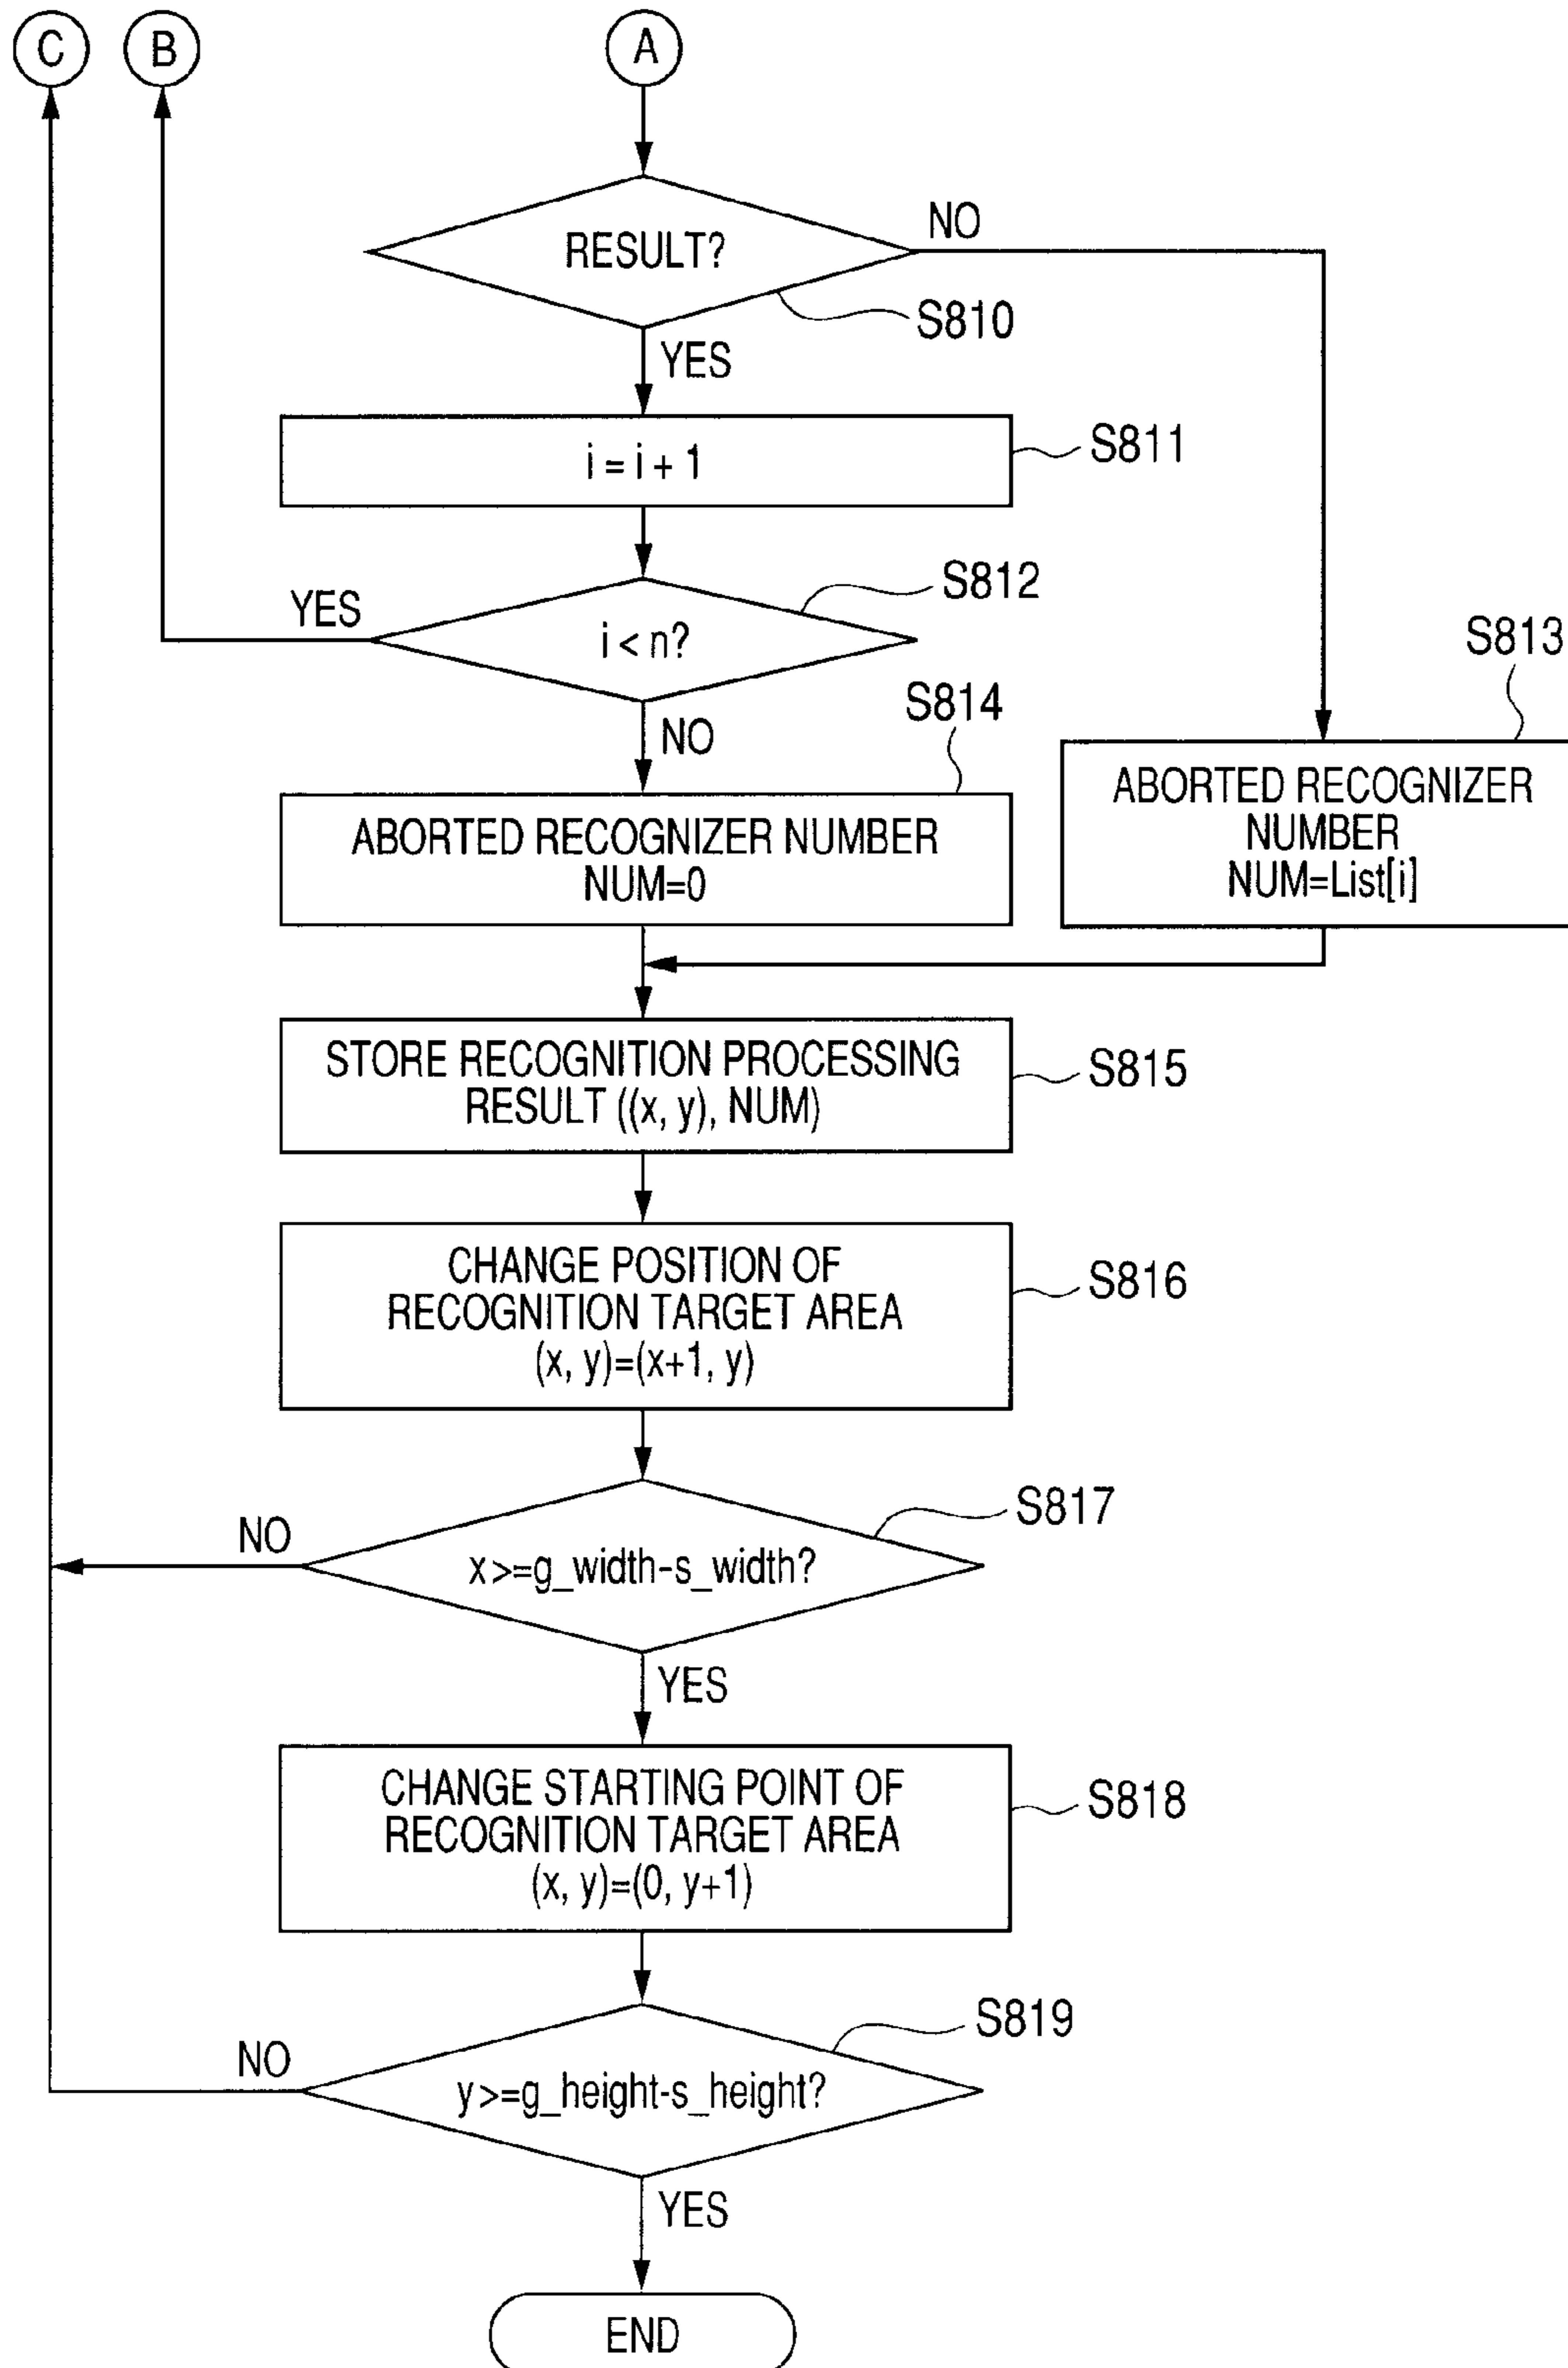 C
B
A
RESULT?
NO
S810
YES
i = i + 1
S811
S812
YES
i < n?
S813
S814
NO
ABORTED RECOGNIZER NUMBER
NUM=0
ABORTED RECOGNIZER
NUMBER
NUM=List[i]
STORE RECOGNITION PROCESSING
RESULT ((x, y), NUM)
S815
CHANGE POSITION OF
RECOGNITION TARGET AREA
(x, y)=(x+1, y)
S816
S817
NO
x>=g_width-s_width?
YES
CHANGE STARTING POINT OF
RECOGNITION TARGET AREA
(x, y)=(0, y+1)
S818
S819
NO
y>=g_height-s_height?
YES
END